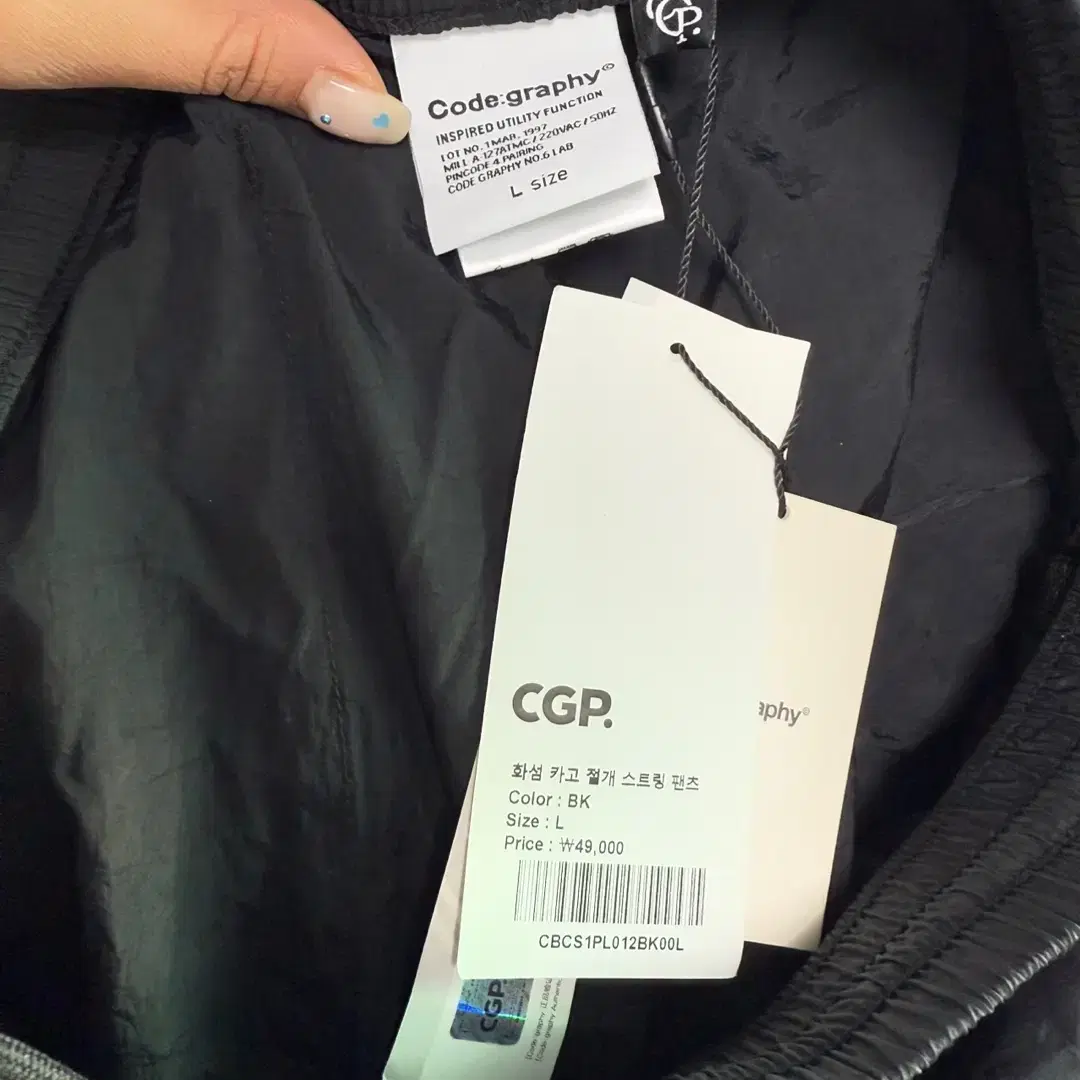 CGP.
Code:graphy®
INSPIRED UTILITY FUNCTION
LOT NO. 1 MAR. 1997
MILL A-127ATMC / 220VAC / 50HZ
PINCODE 4 PAIRING
CODE GRAPHY NO.6 LAB
L size
CGP.
화섬 카고 절개 스트링 팬츠
Color : BK
Size : L
Price : ₩49,000
CBCS1PL012BK00L
aphy®
CGP.